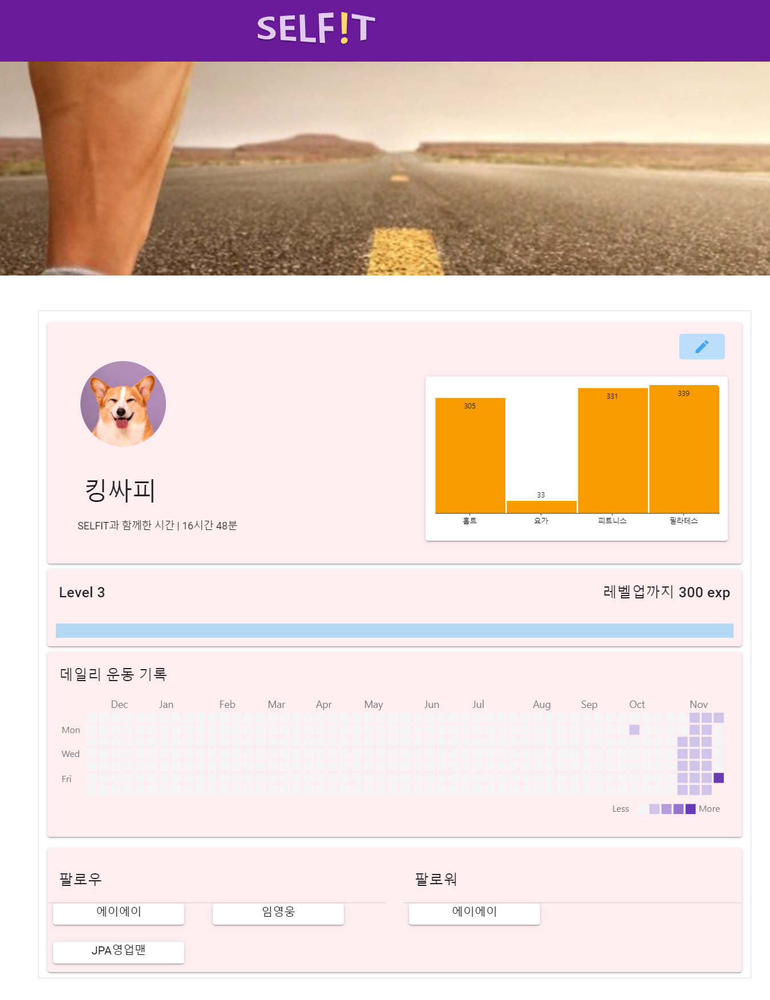 SELF!T
305
33
331
339
홈트
요가
피트니스
필라테스
킹싸피
SELFIT과 함께한 시간 | 16시간 48분
Level 3
레벨업까지 300 exp
데일리 운동 기록
Dec Jan Feb Mar Apr May Jun Jul Aug Sep Oct Nov
Mon
Wed
Fri
Less More
팔로우
팔로워
에이에이
임영웅
에이에이
JPA영업맨